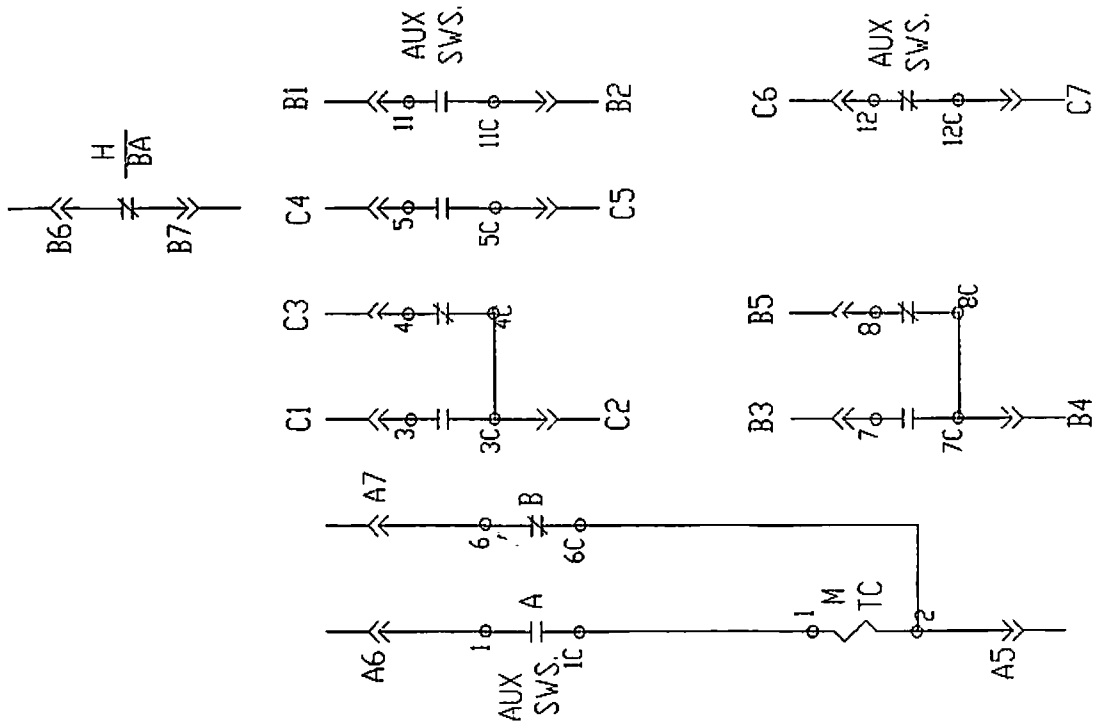 H
BA
B6
B7
B1
AUX
SWS.
11
11C
B2
C6
AUX
SWS.
12
12C
C7
C4
5
5C
C5
C3
4
4C
C1
3
3C
C2
B5
8
8C
B3
7
7C
B4
A7
6
B
6C
A6
1
A
AUX
SWS.
1C
1
M
TC
2
A5